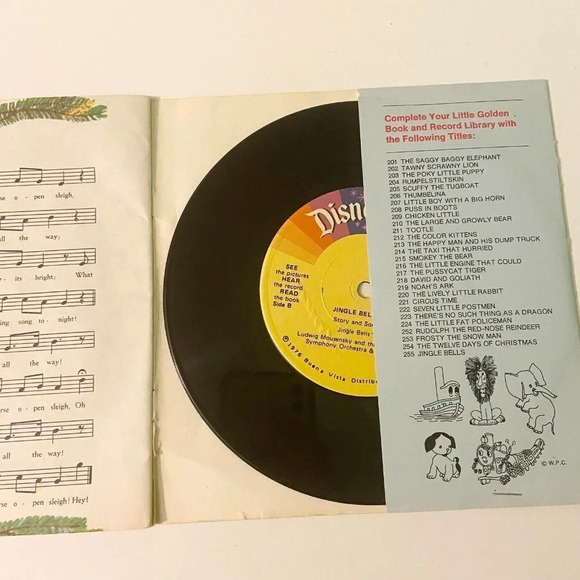 se o - pen sleigh,
all the way;
r - its bright; What
ing song to - night!
all the way!
rse o - pen sleigh, Oh
all the way!
rse o - pen sleigh! Hey!
Disne
SEE
the pictures
HEAR
the record
READ
the book
Side B
JINGLE BEL
Story and So
Jingle Bells
Ludwig Mousensky and th
Symphony Orchestra &
© 1976 Buena Vista Distrib
Complete Your Little Golden
Book and Record Library with
the Following Titles:
201 THE SAGGY BAGGY ELEPHANT
202 TAWNY SCRAWNY LION
203 THE POKY LITTLE PUPPY
204 RUMPELSTILTSKIN
205 SCUFFY THE TUGBOAT
206 THUMBELINA
207 LITTLE BOY WITH A BIG HORN
208 PUSS IN BOOTS
209 CHICKEN LITTLE
210 THE LARGE AND GROWLY BEAR
211 TOOTLE
212 THE COLOR KITTENS
213 THE HAPPY MAN AND HIS DUMP TRUCK
214 THE TAXI THAT HURRIED
215 SMOKEY THE BEAR
216 THE LITTLE ENGINE THAT COULD
217 THE PUSSYCAT TIGER
218 DAVID AND GOLIATH
219 NOAH'S ARK
220 THE LIVELY LITTLE RABBIT
221 CIRCUS TIME
222 SEVEN LITTLE POSTMEN
223 THERE'S NO SUCH THING AS A DRAGON
224 THE LITTLE FAT POLICEMAN
252 RUDOLPH THE RED-NOSE REINDEER
253 FROSTY THE SNOW MAN
254 THE TWELVE DAYS OF CHRISTMAS
255 JINGLE BELLS
© W.P.C.